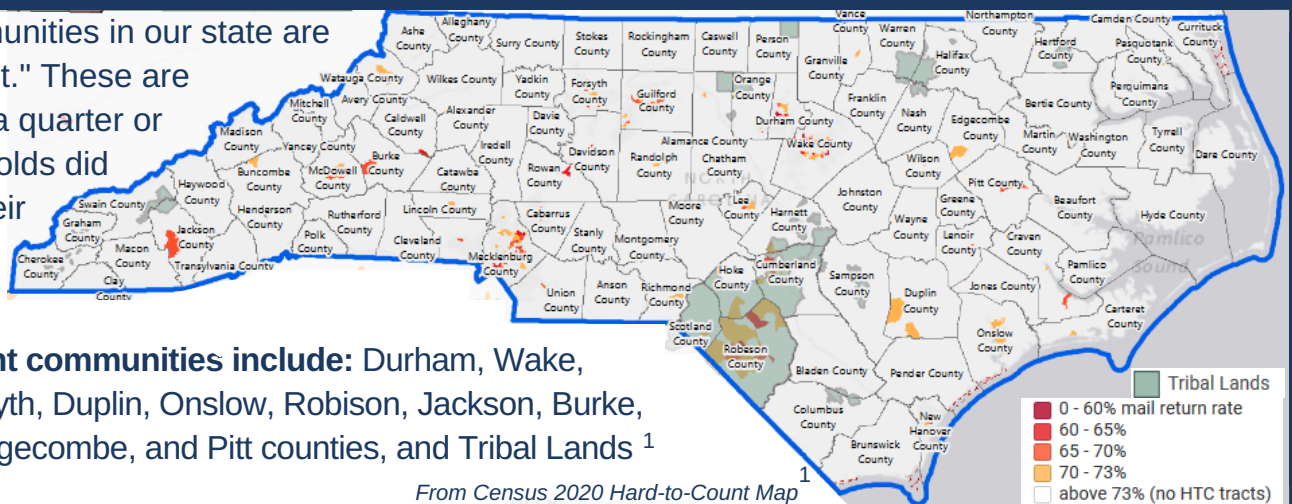 nunities in our state are
t." These are
a quarter or
olds did
eir
Alleghany
County
Ashe
County
Surry County
Stokes
County
Rockingham
County
Caswell
County
Person
County
Vance
County
Granville
County
Warren
County
Northampton
County
Halifax
County
Hertford
County
Camden County
Pasquotank
County
Currituck
County
Perquimans
County
Watauga
County
Wilkes County
Yadkin
County
Forsyth
County
Guilford
County
Orange
County
Durham County
Franklin
County
Nash
County
Edgecombe
County
Bertie County
Mitchell
County
Avery County
Caldwell
County
Alexander
County
Davie
County
Iredell
County
Davidson
County
Randolph
County
Alamance County
Chatham
County
Wake County
Wilson
County
Martin
County
Washington
County
Tyrrell
County
Dare County
Madison
County
Yancey County
Buncombe
County
McDowell
County
Burke
County
Catawba
County
Rowan
County
Johnston
County
Pitt County
Greene
County
Beaufort
County
Hyde County
Haywood
County
Swain County
Graham
County
Jackson
County
Henderson
County
Rutherford
County
Polk
County
Lincoln County
Cleveland
County
Cabarrus
County
Stanly
County
Montgomery
County
Moore
County
Lee
County
Harnett
County
Wayne
County
Lenoir
County
Craven
County
Pamlico
County
Pamlico
Sound
Cherokee
County
Macon
County
Clay
County
Transylvania County
Mecklenburg
County
Union
County
Anson
County
Richmond
County
Hoke
County
Cumberland
County
Sampson
County
Duplin
County
Jones County
Carteret
County
Scotland
County
Robeson
County
Bladen County
Pender County
Onslow
County
Columbus
County
Brunswick
County
New
Hanover
County
NORTH
CAROLINA
nt communities include: Durham, Wake,
yth, Duplin, Onslow, Robison, Jackson, Burke,
gecombe, and Pitt counties, and Tribal Lands 1
From Census 2020 Hard-to-Count Map 1
Tribal Lands
0 - 60% mail return rate
60 - 65%
65 - 70%
70 - 73%
above 73% (no HTC tracts)